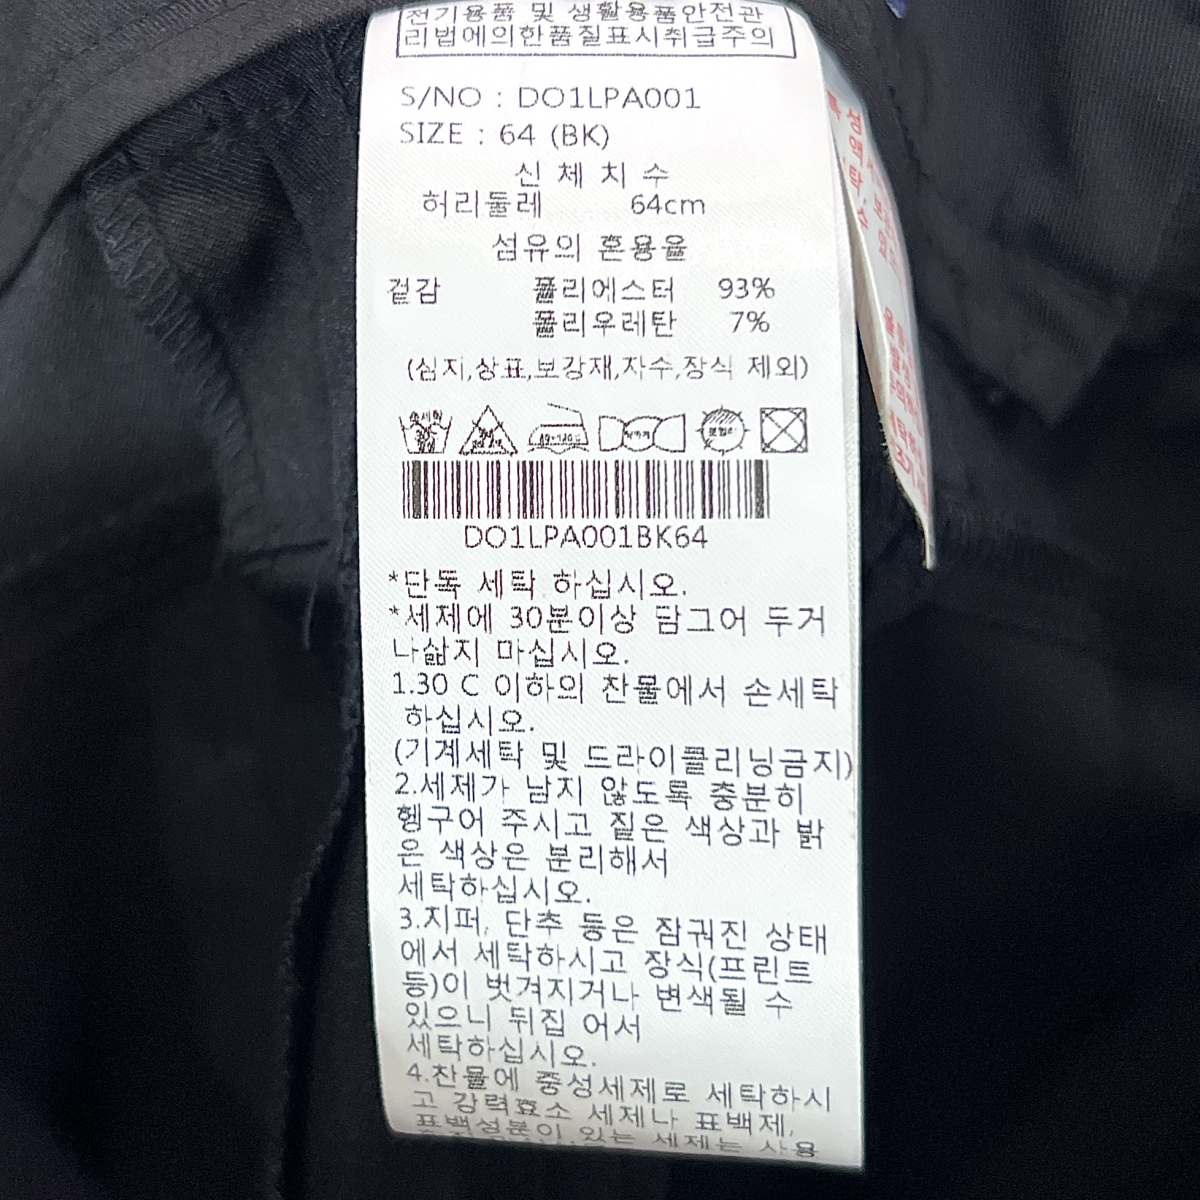 전기용품 및 생활용품안전관
리법에의한품질표시취급주의
S/NO : DO1LPA001
SIZE : 64 (BK)
신 체 치 수
허리둘레 64cm
섬유의 혼용율
겉감 폴리에스터 93%
폴리우레탄 7%
(심지,상표,보강재,자수,장식 제외)
DO1LPA001BK64
*단독 세탁 하십시오.
*세제에 30분이상 담그어 두거
나삶지 마십시오.
1.30 C 이하의 찬물에서 손세탁
하십시오.
(기계세탁 및 드라이클리닝금지)
2.세제가 남지 않도록 충분히
헹구어 주시고 짙은 색상과 밝
은 색상은 분리해서
세탁하십시오.
3.지퍼, 단추 등은 잠궈진 상태
에서 세탁하시고 장식(프린트
등)이 벗겨지거나 변색될 수
있으니 뒤집 어서
세탁하십시오.
4.찬물에 중성세제로 세탁하시
고 강력효소 세제나 표백제,
표백성분이 있는 세제는 사용